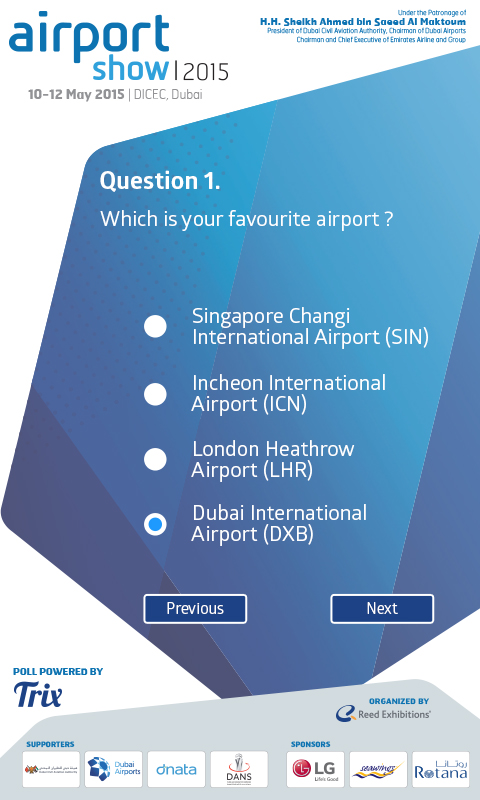 airport
show | 2015
10-12 May 2015 | DICEC, Dubai
Under the Patronage of
H.H. Sheikh Ahmed bin Saeed Al Maktoum
President of Dubai Civil Aviation Authority, Chairman of Dubai Airports
Chairman and Chief Executive of Emirates Airline and Group
Question 1.
Which is your favourite airport ?
Singapore Changi
International Airport (SIN)
Incheon International
Airport (ICN)
London Heathrow
Airport (LHR)
Dubai International
Airport (DXB)
Previous
Next
POLL POWERED BY
Trix
ORGANIZED BY
Reed Exhibitions
SUPPORTERS
Dubai
Airports
dnata
DANS
SPONSORS
LG
Life's Good
seawings
روتانا
Rotana